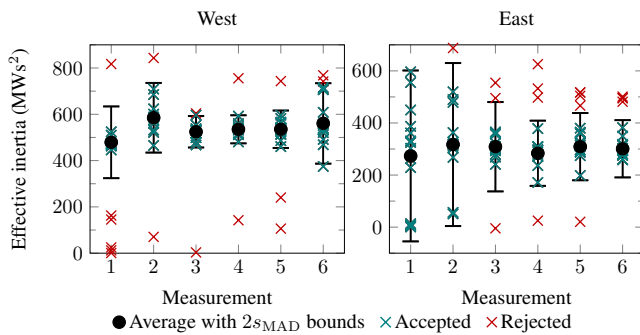 West East
Effective inertia (MWs²)
800
600
400
200
0
1 2 3 4 5 6
Measurement
600
400
200
0
1 2 3 4 5 6
Measurement
Average with 2s_MAD bounds Accepted Rejected